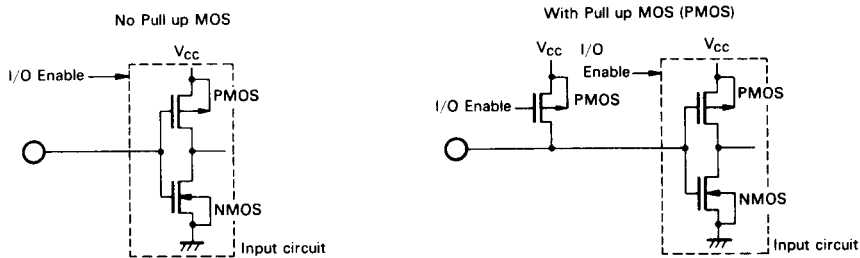 No Pull up MOS
VCC
I/O Enable
PMOS
NMOS
Input circuit
With Pull up MOS (PMOS)
VCC
I/O Enable
PMOS
I/O
Enable
VCC
PMOS
NMOS
Input circuit